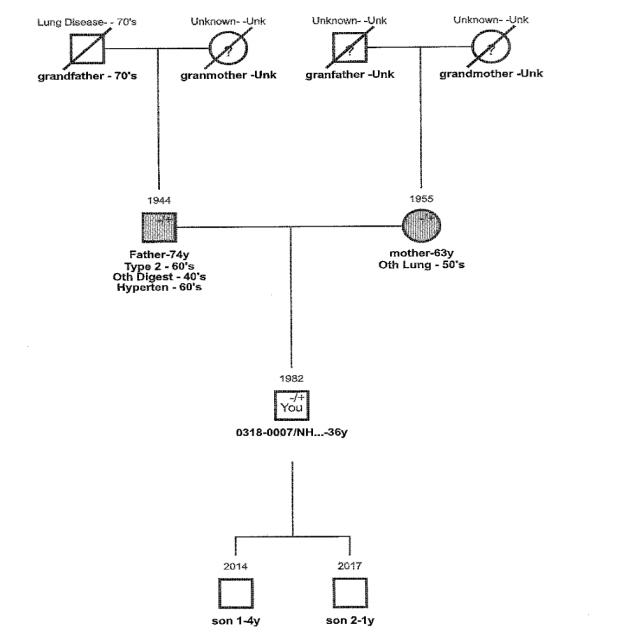 Lung Disease- - 70's
Unknown- -Unk
Unknown- -Unk
Unknown- -Unk
?
?
?
grandfather - 70's
granmother -Unk
granfather -Unk
grandmother -Unk
1944
1955
-/+
-/+
Father-74y
Type 2 - 60's
Oth Digest - 40's
Hyperten - 60's
mother-63y
Oth Lung - 50's
1982
-/+
You
0318-0007/NH...-36y
2014
2017
son 1-4y
son 2-1y